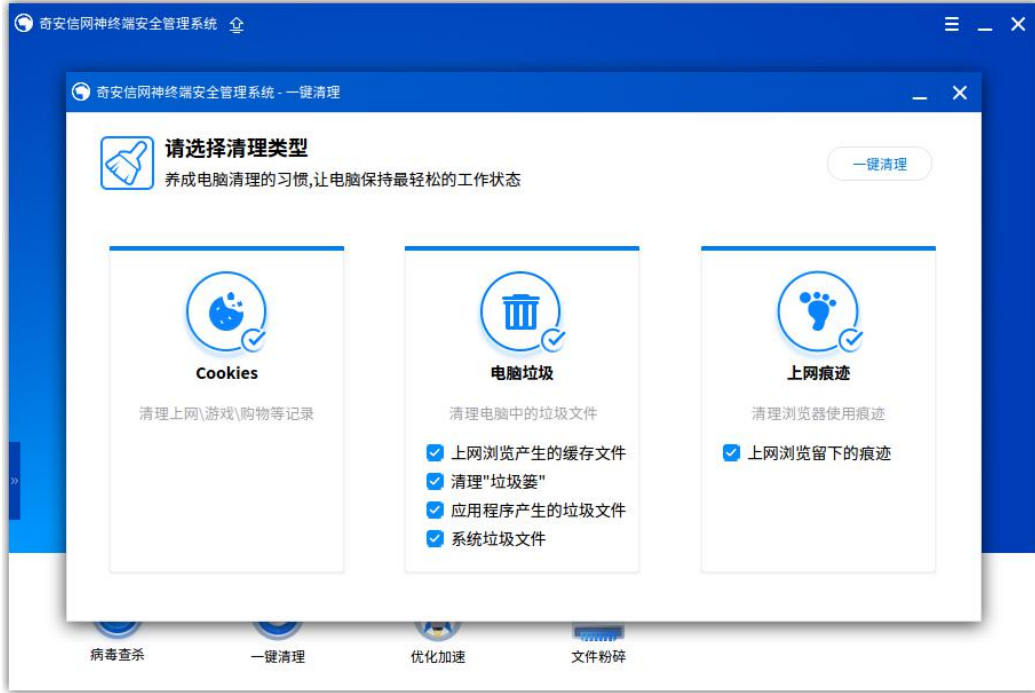 奇安信网神终端安全管理系统
奇安信网神终端安全管理系统 - 一键清理
请选择清理类型
养成电脑清理的习惯,让电脑保持最轻松的工作状态
一键清理
Cookies
清理上网\游戏\购物等记录
电脑垃圾
清理电脑中的垃圾文件
上网浏览产生的缓存文件
清理"垃圾篓"
应用程序产生的垃圾文件
系统垃圾文件
上网痕迹
清理浏览器使用痕迹
上网浏览留下的痕迹
»
病毒查杀
一键清理
优化加速
文件粉碎